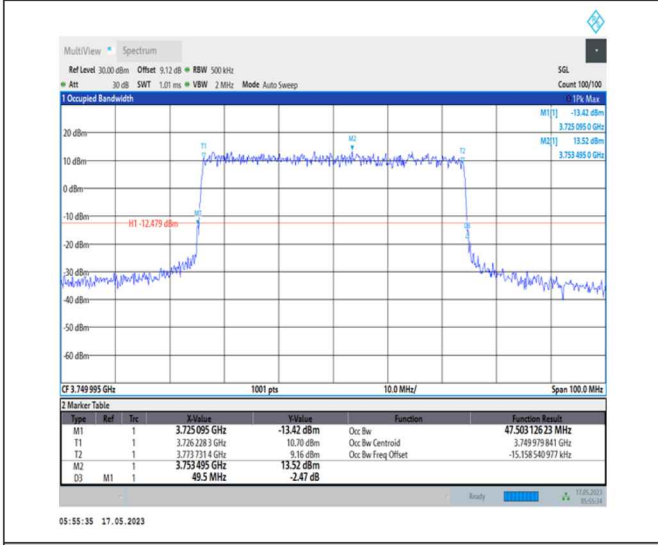 MultiView Spectrum
Ref Level 30.00 dBm Offset 9.12 dB RBW 500 kHz SGL
Att 30 dB SWT 1.01 ms VBW 2 MHz Mode Auto Sweep Count 100/100
1 Occupied Bandwidth 1Pk Max
M1[1] -13.42 dBm
3.725 095 0 GHz
M2[1] 13.52 dBm
3.753 495 0 GHz
20 dBm
M2
T1
T2
10 dBm
0 dBm
-10 dBm
M1
H1 -12.479 dBm
D3
-20 dBm
-30 dBm
-40 dBm
-50 dBm
-60 dBm
CF 3.749 995 GHz 1001 pts 10.0 MHz/ Span 100.0 MHz
2 Marker Table
Type Ref Trc X-Value Y-Value Function Function Result
M1 1 3.725 095 GHz -13.42 dBm Occ Bw 47.503 126 23 MHz
T1 1 3.726 228 3 GHz 10.70 dBm Occ Bw Centroid 3.749 979 841 GHz
T2 1 3.773 731 4 GHz 9.16 dBm Occ Bw Freq Offset -15.158 540 977 kHz
M2 1 3.753 495 GHz 13.52 dBm
D3 M1 1 49.5 MHz -2.47 dB
Ready 17.05.2023
05:55:34
05:55:35 17.05.2023